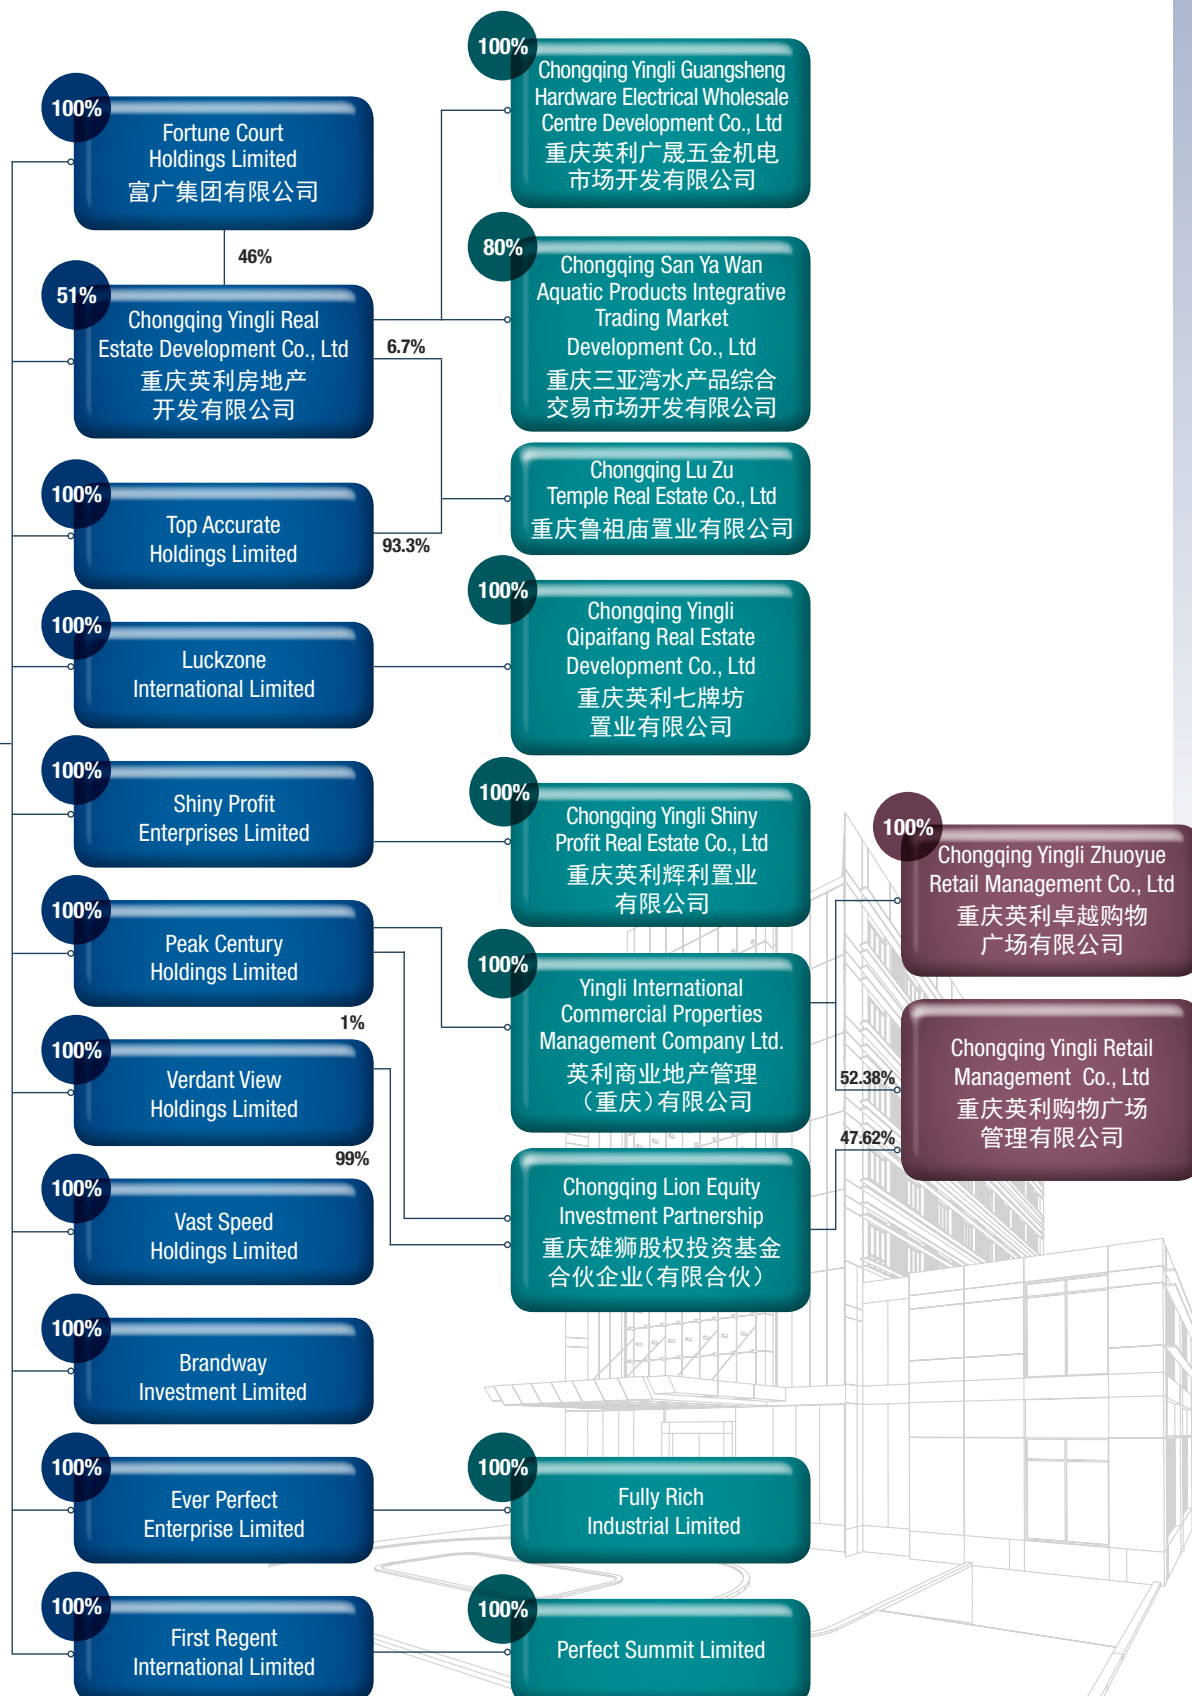 100%
Fortune Court
Holdings Limited
富广集团有限公司
46%
51%
Chongqing Yingli Real
Estate Development Co., Ltd
重庆英利房地产
开发有限公司
6.7%
100%
Top Accurate
Holdings Limited
93.3%
100%
Luckzone
International Limited
100%
Shiny Profit
Enterprises Limited
100%
Peak Century
Holdings Limited
1%
100%
Verdant View
Holdings Limited
99%
100%
Vast Speed
Holdings Limited
100%
Brandway
Investment Limited
100%
Ever Perfect
Enterprise Limited
100%
First Regent
International Limited
100%
Chongqing Yingli Guangsheng
Hardware Electrical Wholesale
Centre Development Co., Ltd
重庆英利广晟五金机电
市场开发有限公司
80%
Chongqing San Ya Wan
Aquatic Products Integrative
Trading Market
Development Co., Ltd
重庆三亚湾水产品综合
交易市场开发有限公司
Chongqing Lu Zu
Temple Real Estate Co., Ltd
重庆鲁祖庙置业有限公司
100%
Chongqing Yingli
Qipaifang Real Estate
Development Co., Ltd
重庆英利七牌坊
置业有限公司
100%
Chongqing Yingli Shiny
Profit Real Estate Co., Ltd
重庆英利辉利置业
有限公司
100%
Yingli International
Commercial Properties
Management Company Ltd.
英利商业地产管理
（重庆）有限公司
Chongqing Lion Equity
Investment Partnership
重庆雄狮股权投资基金
合伙企业（有限合伙）
100%
Fully Rich
Industrial Limited
100%
Perfect Summit Limited
100%
Chongqing Yingli Zhuoyue
Retail Management Co., Ltd
重庆英利卓越购物
广场有限公司
52.38%
47.62%
Chongqing Yingli Retail
Management Co., Ltd
重庆英利购物广场
管理有限公司